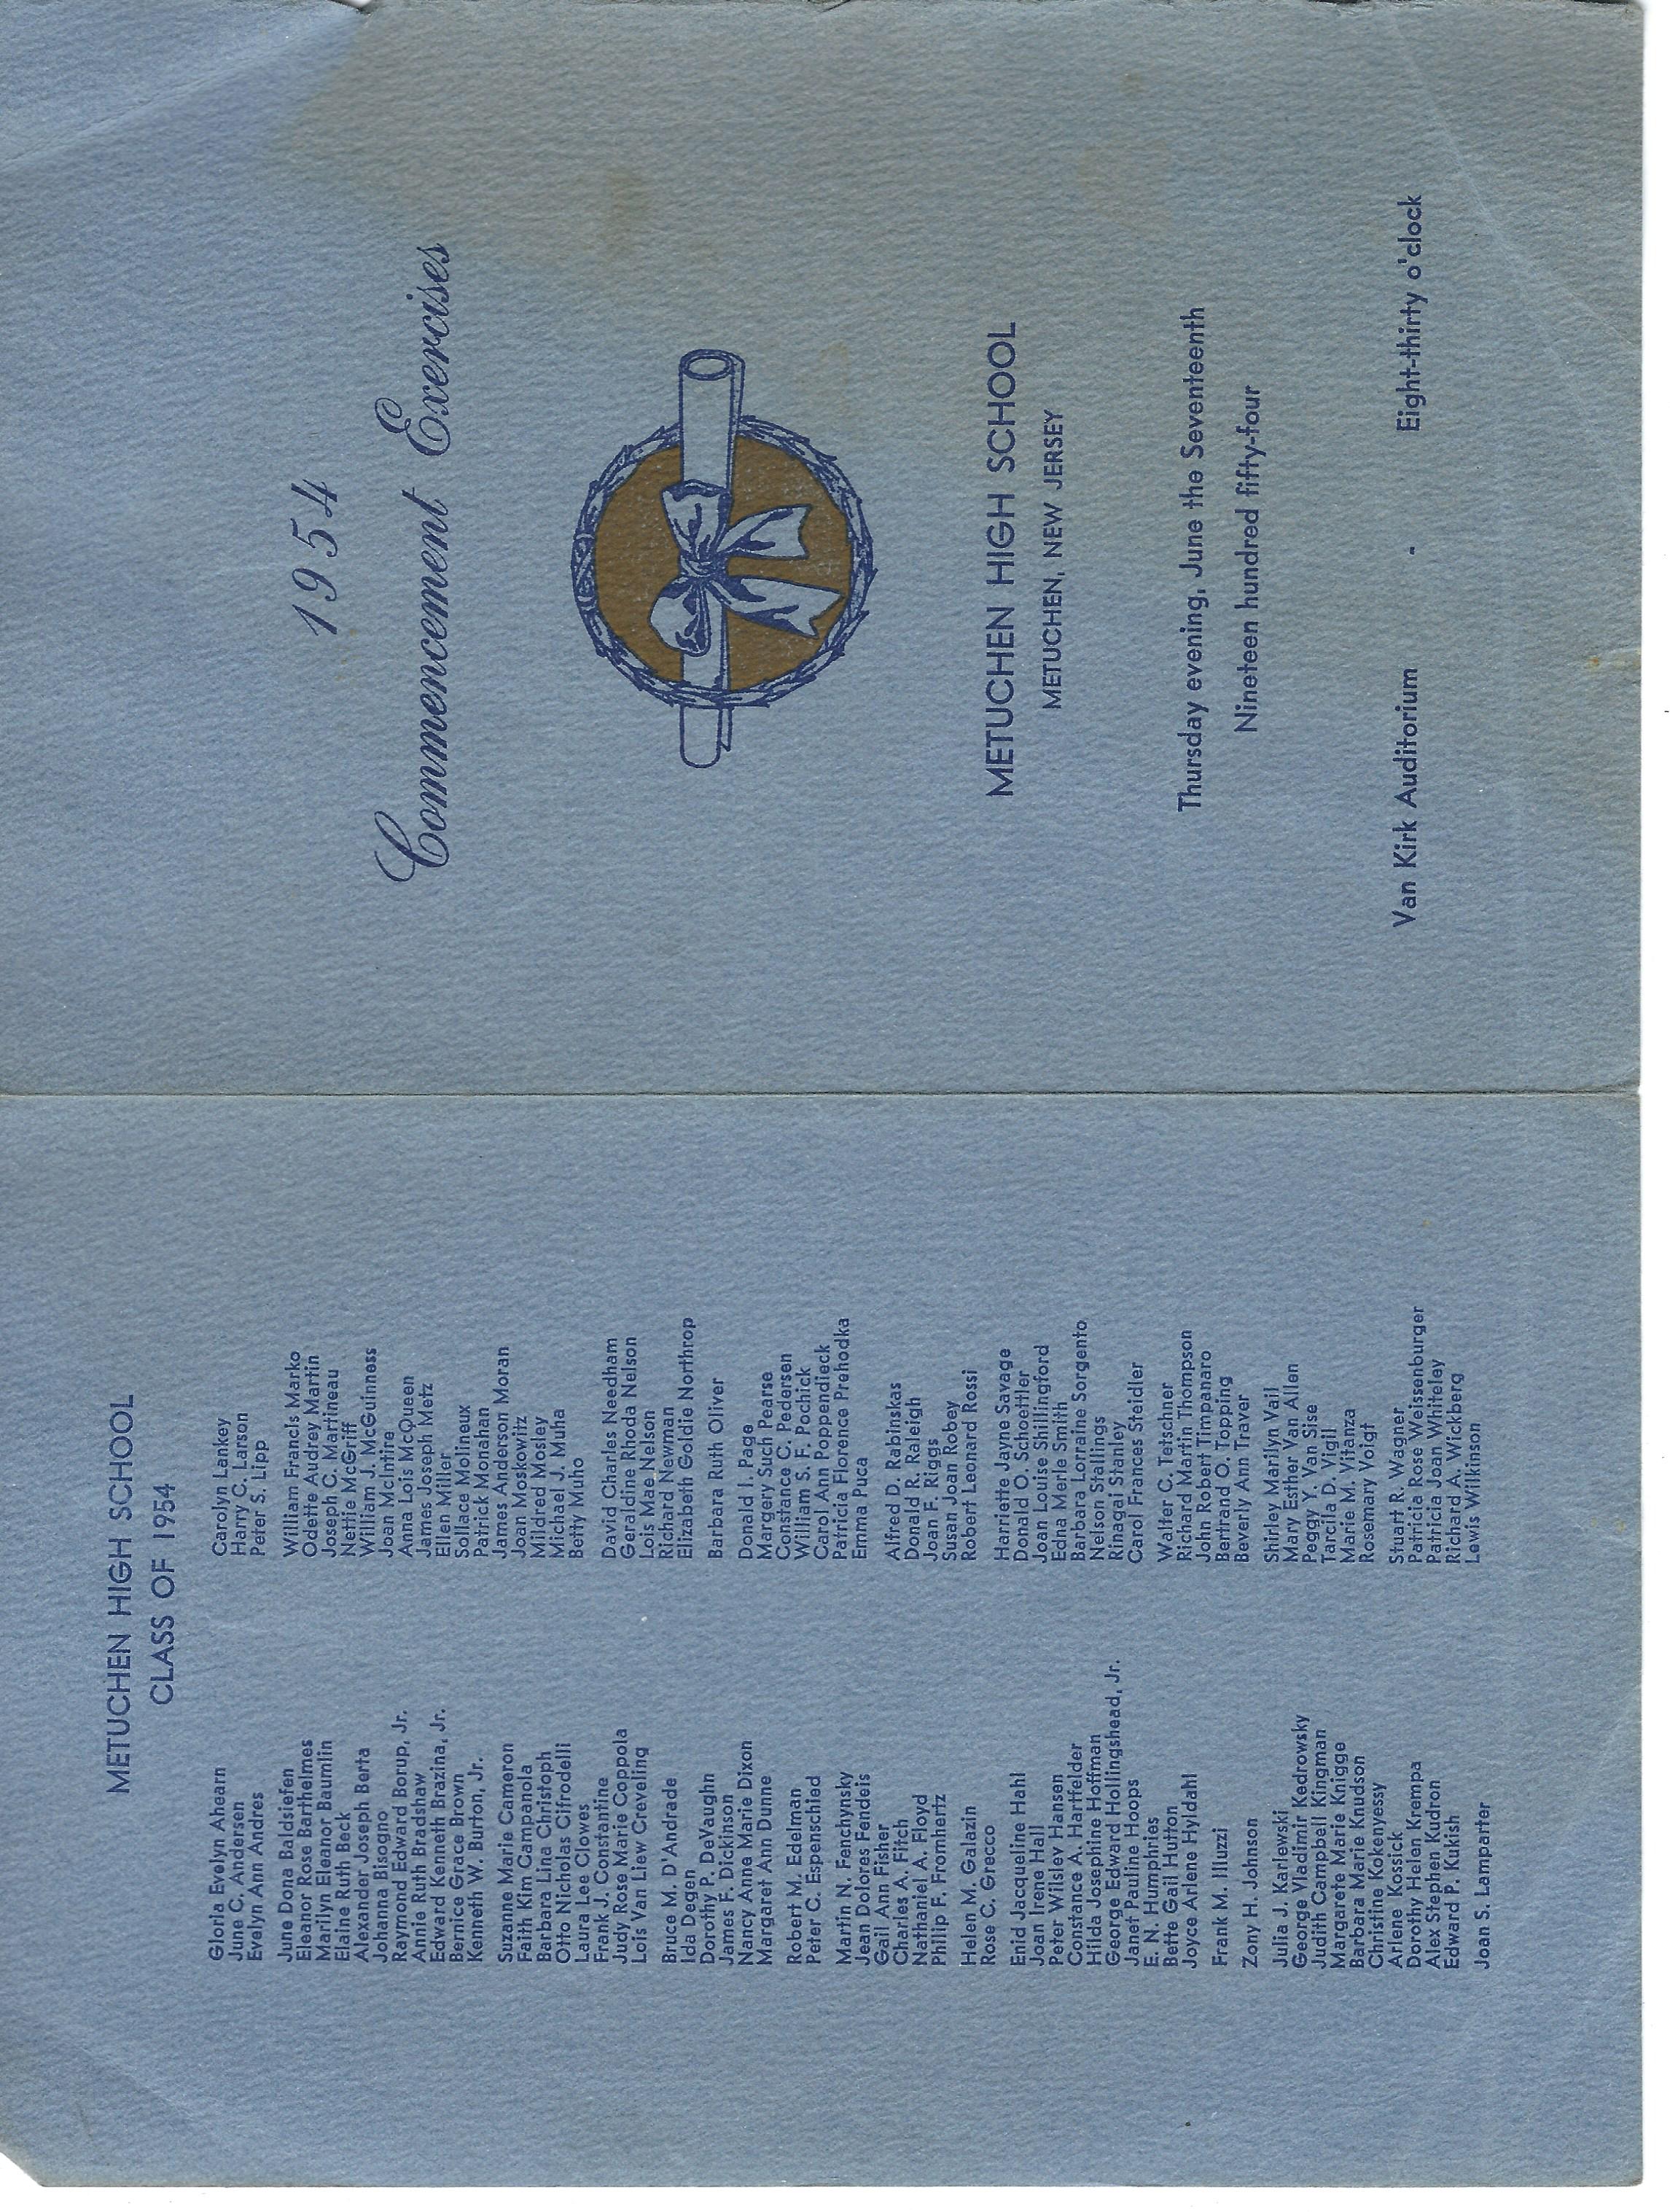 METUCHEN HIGH SCHOOL
CLASS OF 1954
Gloria Evelyn Ahearn
June C. Andersen
Evelyn Ann Andres
June Dona Baldsiefen
Eleanor Rose Barthelmes
Marilyn Eleanor Baumlin
Elaine Ruth Beck
Alexander Joseph Berta
Johanna Bisogno
Raymond Edward Borup, Jr.
Annie Ruth Bradshaw
Edward Kenneth Brazina, Jr.
Bernice Grace Brown
Kenneth W. Burton, Jr.
Suzanne Marie Cameron
Faith Kim Campanola
Barbara Lina Christoph
Otto Nicholas Cifrodelli
Laura Lee Clowes
Frank J. Constantine
Judy Rose Marie Coppola
Lois Van Liew Creveling
Bruce M. D'Andrade
Ida Degen
Dorothy P. DeVaughn
James F. Dickinson
Nancy Anne Marie Dixon
Margaret Ann Dunne
Robert M. Edelman
Peter C. Espenschied
Martin N. Fenchynsky
Jean Dolores Fendeis
Gail Ann Fisher
Charles A. Fitch
Nathaniel A. Floyd
Philip F. Fromhertz
Helen M. Galazin
Rose C. Grecco
Enid Jacqueline Hahl
Joan Irene Hall
Peter Wilsley Hansen
Constance A. Hartfelder
Hilda Josephine Hoffman
George Edward Hollingshead, Jr.
Janet Pauline Hoops
E. N. Humphries
Bette Gail Hutton
Joyce Arlene Hyldahl
Frank M. Illuzzi
Zony H. Johnson
Julia J. Karlewski
George Vladimir Kedrowsky
Judith Campbell Kingman
Margarete Marie Knigge
Barbara Marie Knudson
Christine Kokenyessy
Arlene Kossick
Dorothy Helen Krempa
Alex Stephen Kudron
Edward P. Kukish
Joan S. Lamparter
Carolyn Lankey
Harry C. Larson
Peter S. Lipp
William Francis Marko
Odette Audrey Martin
Joseph C. Martineau
Nettie McGriff
William J. McGuinness
Joan McIntire
Anna Lois McQueen
James Joseph Metz
Ellen Miller
Sollace Molineux
Patrick Monahan
James Anderson Moran
Joan Moskowitz
Mildred Mosley
Michael J. Muha
Betty Muho
David Charles Needham
Geraldine Rhoda Nelson
Lois Mae Nelson
Richard Newman
Elizabeth Goldie Northrop
Barbara Ruth Oliver
Donald I. Page
Margery Such Pearse
Constance C. Pedersen
William S. F. Pochick
Carol Ann Poppendieck
Patricia Florence Prehodka
Emma Puca
Alfred D. Rabinskas
Donald R. Raleigh
Joan F. Riggs
Susan Joan Robey
Robert Leonard Rossi
Harriette Jayne Savage
Donald O. Schoettler
Joan Louise Shillingford
Edna Merle Smith
Barbara Lorraine Sorgento
Nelson Stallings
Rinagai Stanley
Carol Frances Steidler
Walter C. Tetschner
Richard Martin Thompson
John Robert Timpanaro
Bertrand O. Topping
Beverly Ann Traver
Shirley Marilyn Vail
Mary Esther Van Allen
Peggy Y. Van Sise
Tarcila D. Vigil
Marie M. Vitanza
Rosemary Voigt
Stuart R. Wagner
Patricia Rose Weissenburger
Patricia Joan Whiteley
Richard A. Wickberg
Lewis Wilkinson
1954
Commencement Exercises
METUCHEN HIGH SCHOOL
METUCHEN, NEW JERSEY
Thursday evening, June the Seventeenth
Nineteen hundred fifty-four
Van Kirk Auditorium - Eight-thirty o'clock